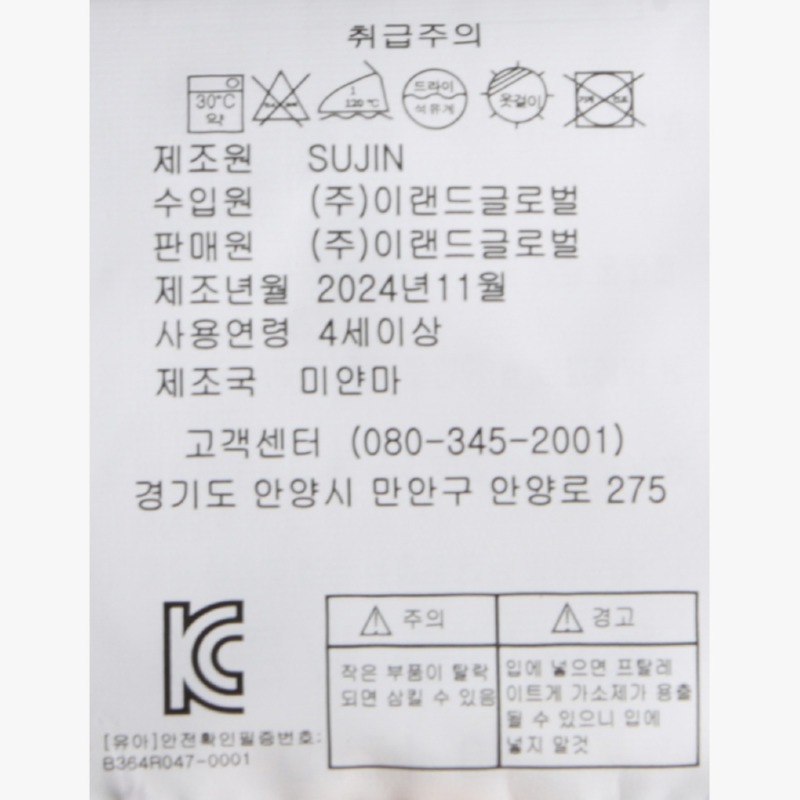 취급주의
30°C
약
1
120 °C
드라이
석유계
옷걸이
제조원 SUJIN
수입원 (주)이랜드글로벌
판매원 (주)이랜드글로벌
제조년월 2024년11월
사용연령 4세이상
제조국 미얀마
고객센터 (080-345-2001)
경기도 안양시 만안구 안양로 275
주의
작은 부품이 탈락
되면 삼킬 수 있음
경고
입에 넣으면 프탈레
이트게 가소제가 용출
될 수 있으니 입에
넣지 말것
[유아]안전확인필증번호:
B364R047-0001